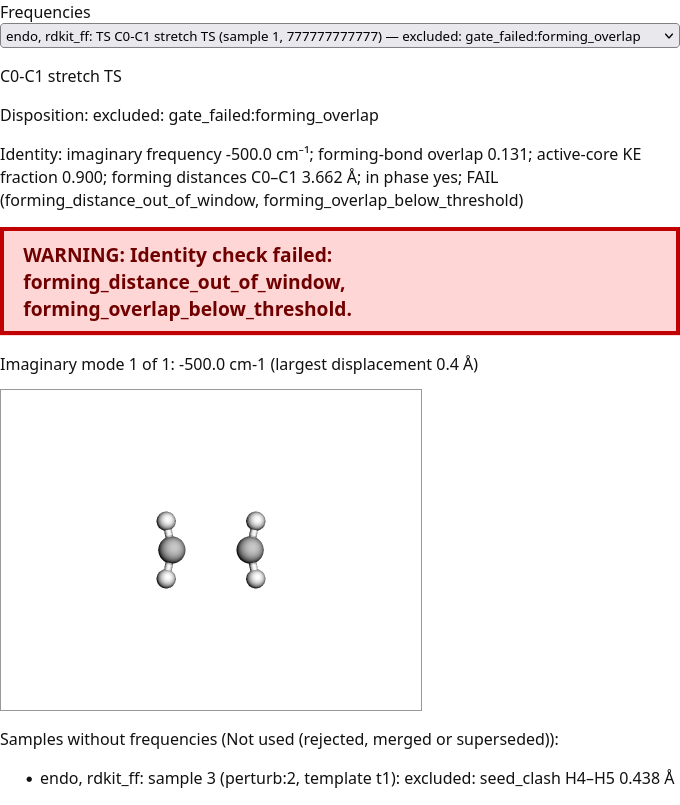 Frequencies
endo, rdkit_ff: TS C0-C1 stretch TS (sample 1, 777777777777) — excluded: gate_failed:forming_overlap
C0-C1 stretch TS
Disposition: excluded: gate_failed:forming_overlap
Identity: imaginary frequency -500.0 cm⁻¹; forming-bond overlap 0.131; active-core KE
fraction 0.900; forming distances C0–C1 3.662 Å; in phase yes; FAIL
(forming_distance_out_of_window, forming_overlap_below_threshold)
WARNING: Identity check failed:
forming_distance_out_of_window,
forming_overlap_below_threshold.
Imaginary mode 1 of 1: -500.0 cm-1 (largest displacement 0.4 Å)
Samples without frequencies (Not used (rejected, merged or superseded)):
• endo, rdkit_ff: sample 3 (perturb:2, template t1): excluded: seed_clash H4–H5 0.438 Å